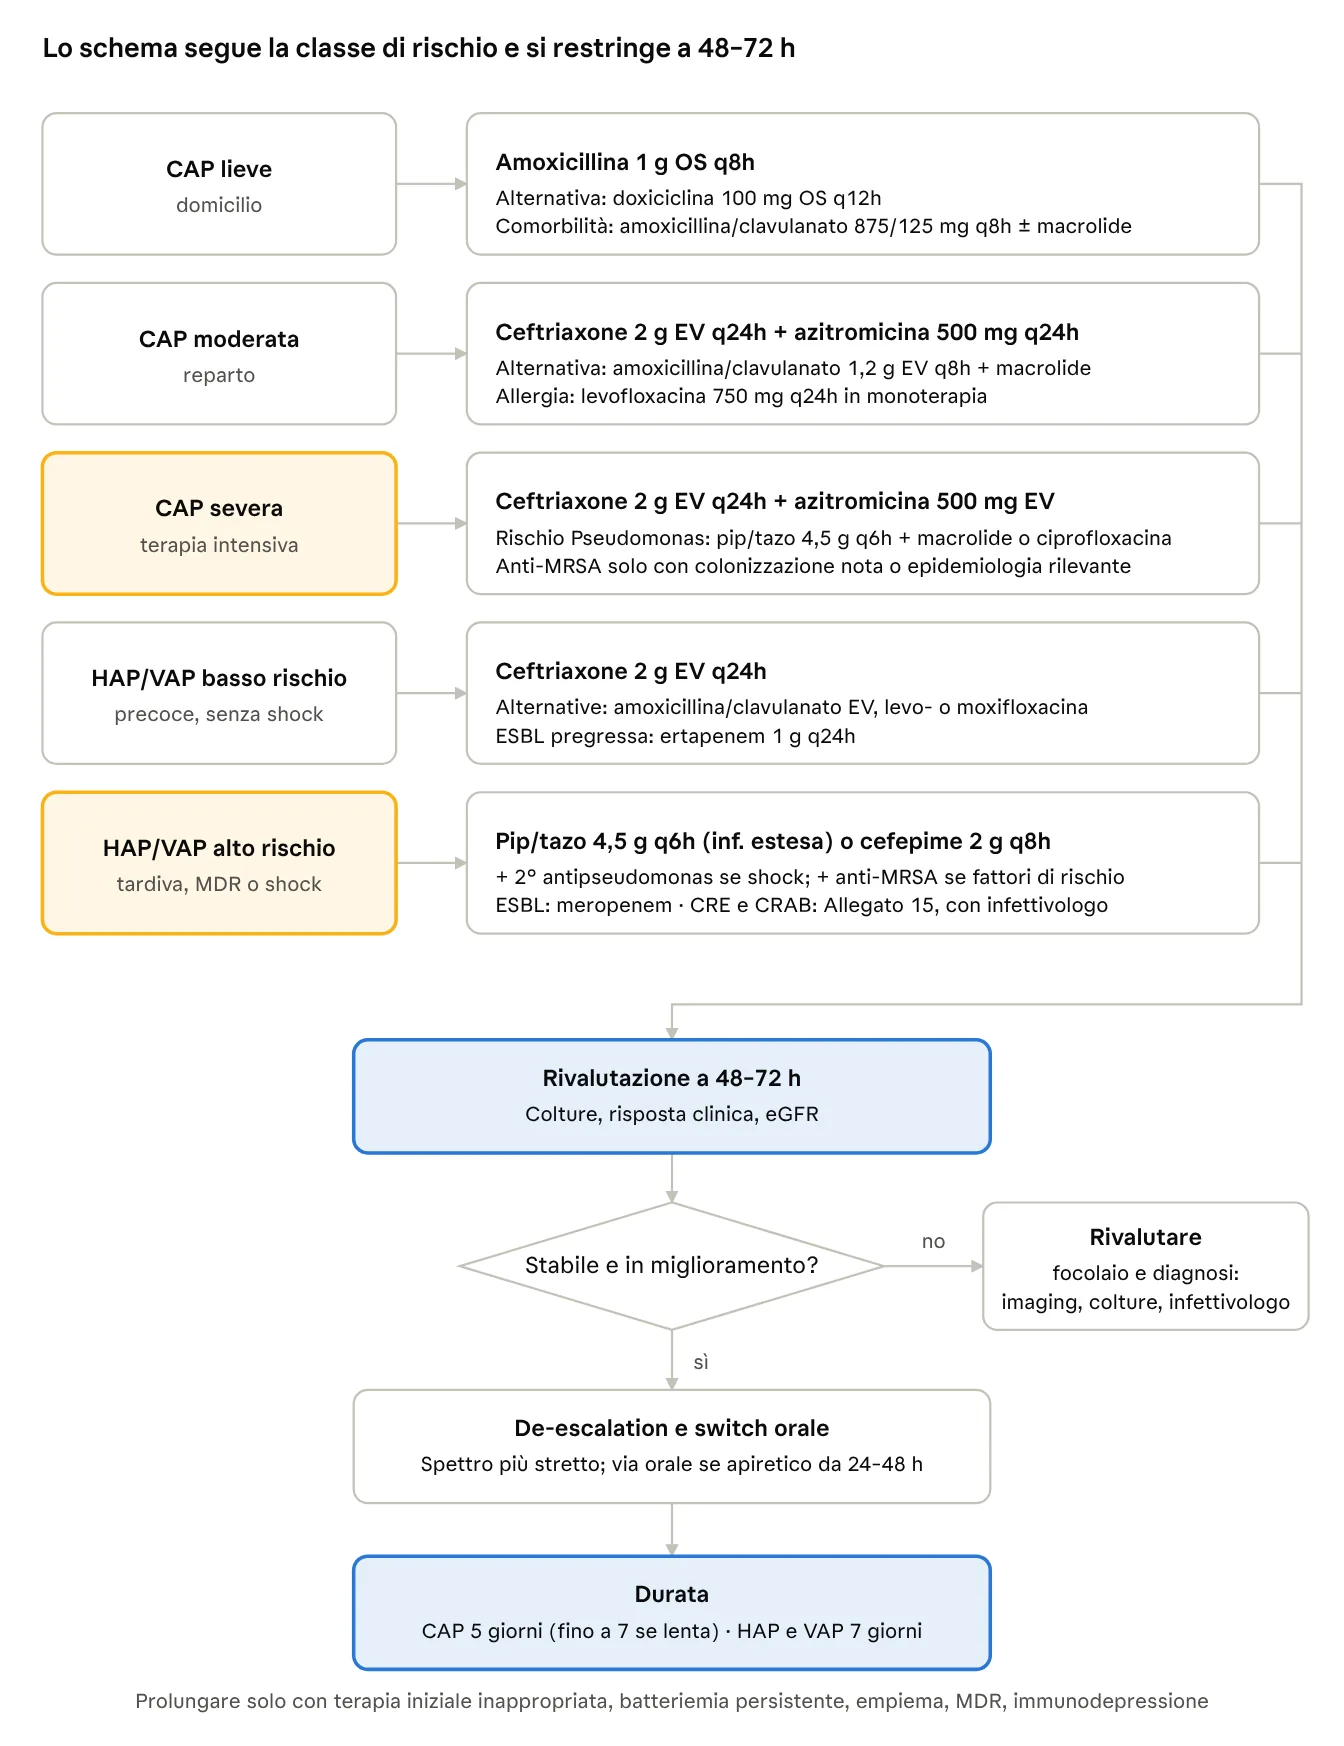 Lo schema segue la classe di rischio e si restringe a 48–72 h
CAP lieve
domicilio
Amoxicillina 1 g OS q8h
Alternativa: doxiciclina 100 mg OS q12h
Comorbilità: amoxicillina/clavulanato 875/125 mg q8h ± macrolide
CAP moderata
reparto
Ceftriaxone 2 g EV q24h + azitromicina 500 mg q24h
Alternativa: amoxicillina/clavulanato 1,2 g EV q8h + macrolide
Allergia: levofloxacina 750 mg q24h in monoterapia
CAP severa
terapia intensiva
Ceftriaxone 2 g EV q24h + azitromicina 500 mg EV
Rischio Pseudomonas: pip/tazo 4,5 g q6h + macrolide o ciprofloxacina
Anti-MRSA solo con colonizzazione nota o epidemiologia rilevante
HAP/VAP basso rischio
precoce, senza shock
Ceftriaxone 2 g EV q24h
Alternative: amoxicillina/clavulanato EV, levo- o moxifloxacina
ESBL pregressa: ertapenem 1 g q24h
HAP/VAP alto rischio
tardiva, MDR o shock
Pip/tazo 4,5 g q6h (inf. estesa) o cefepime 2 g q8h
+ 2° antipseudomonas se shock; + anti-MRSA se fattori di rischio
ESBL: meropenem · CRE e CRAB: Allegato 15, con infettivologo
Rivalutazione a 48–72 h
Colture, risposta clinica, eGFR
Stabile e in miglioramento?
no
Rivalutare
focolaio e diagnosi:
imaging, colture, infettivologo
sì
De-escalation e switch orale
Spettro più stretto; via orale se apiretico da 24–48 h
Durata
CAP 5 giorni (fino a 7 se lenta) · HAP e VAP 7 giorni
Prolungare solo con terapia iniziale inappropriata, batteriemia persistente, empiema, MDR, immunodepressione